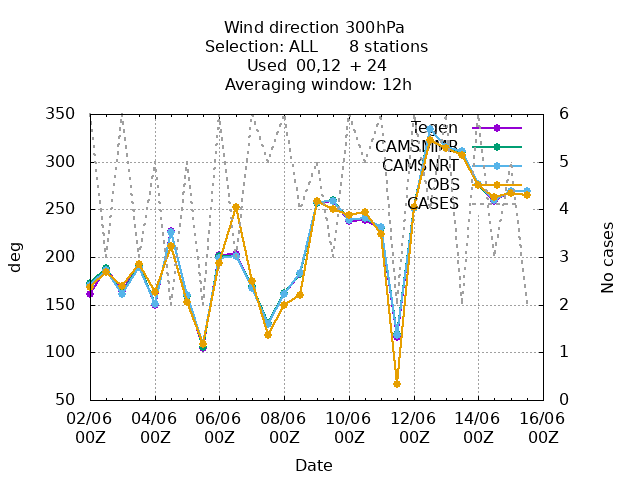 Wind direction 300hPa
Selection: ALL 8 stations
Used 00,12 + 24
Averaging window: 12h
350
300
250
200
150
100
50
deg
6
5
4
3
2
1
0
No cases
Tegen
CAMSMMR
CAMSNRT
OBS
CASES
02/06 04/06 06/06 08/06 10/06 12/06 14/06 16/06
00Z 00Z 00Z 00Z 00Z 00Z 00Z 00Z
Date